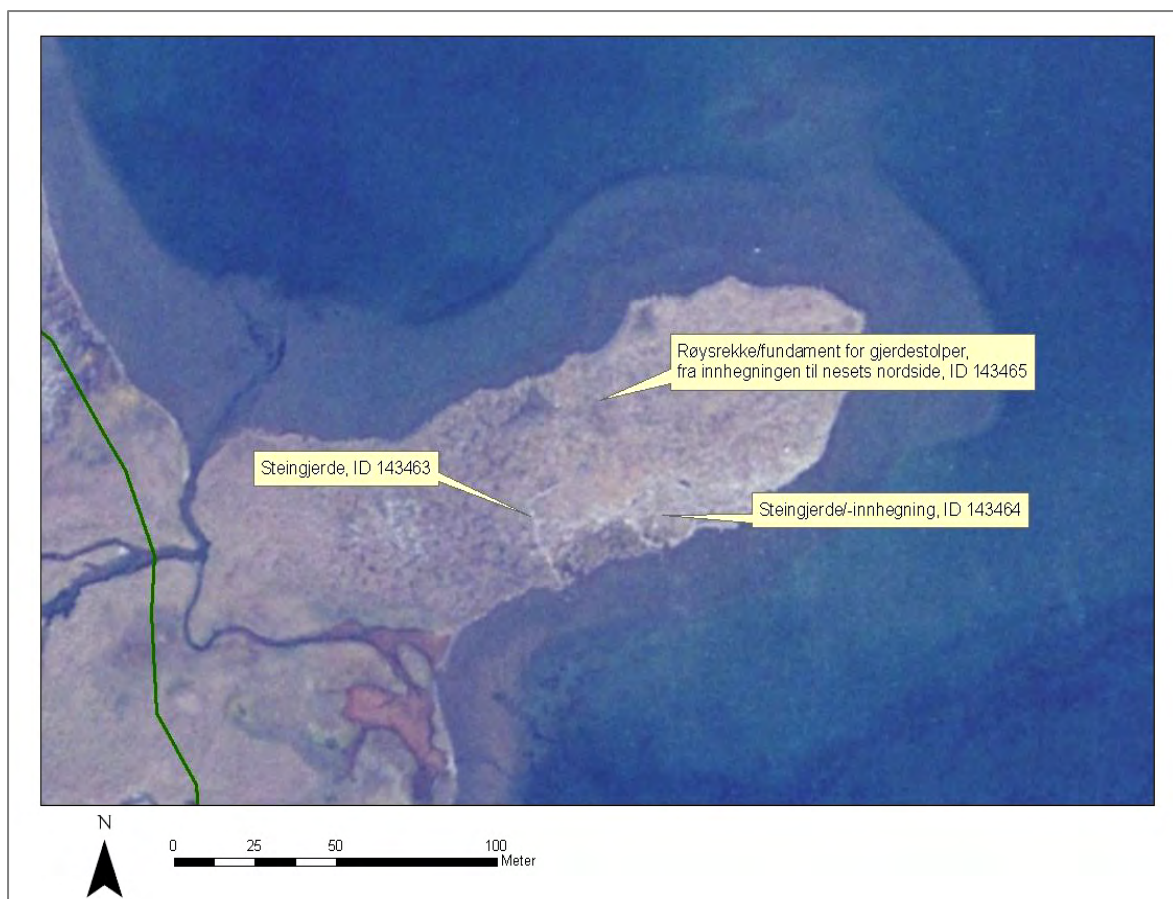 Røysrekke/fundament for gjerdestolper,
fra innhegningen til nesets nordside, ID 143465
Steingjerde, ID 143463
Steingjerde/-innhegning, ID 143464
N
0 25 50 100
Meter